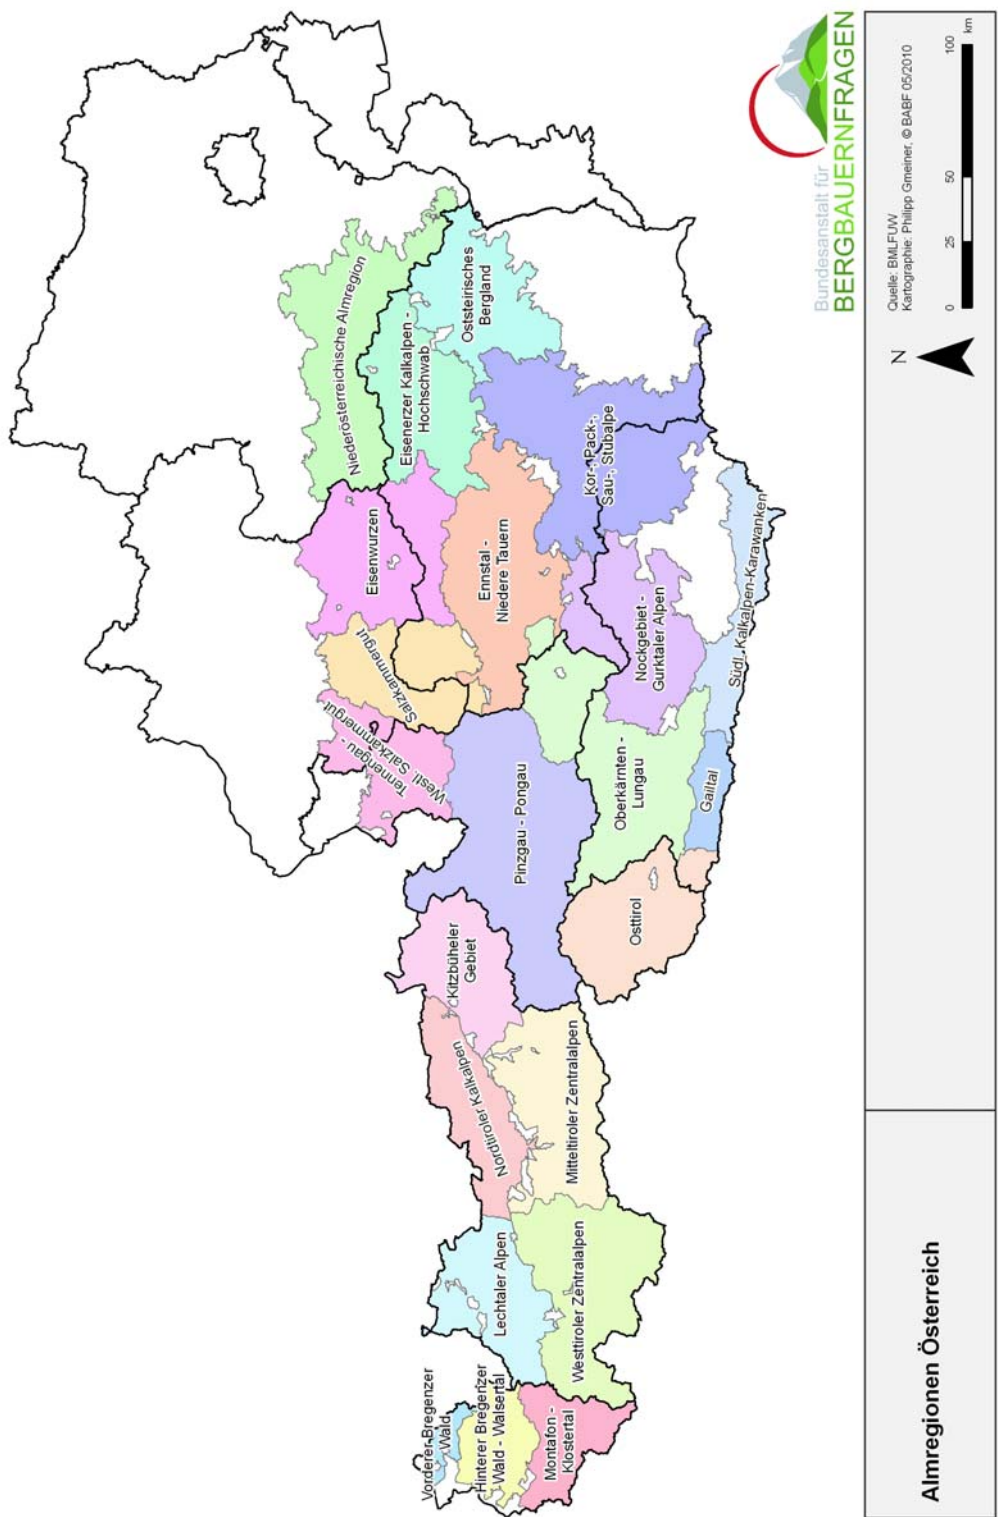 Vorderer Bregenzer
Wald
Hinterer Bregenzer
Wald - Walsertal
Montafon -
Klostertal
Lechtaler Alpen
Westtiroler Zentralalpen
Nordtiroler Kalkalpen
Mitteltiroler Zentralalpen
Kitzbüheler
Gebiet
Pinzgau - Pongau
Osttirol
Tennengau -
Westl. Salzkammergut
Salzkammergut
Oberkärnten -
Lungau
Gailtal
Eisenwurzen
Ennstal -
Niedere Tauern
Nockgebiet -
Gurktaler Alpen
Südl. Kalkalpen-Karawanken
Niederösterreichische Almregion
Eisenerzer Kalkalpen -
Hochschwab
Kor-, Pack-,
Sau-, Stubalpe
Oststeirisches
Bergland
Bundesanstalt für
BERGBAUERNFRAGEN
Almregionen Österreich
N
Quelle: BMLFUW
Kartographie: Philipp Gmeiner, © BABF 05/2010
0 25 50 100
km